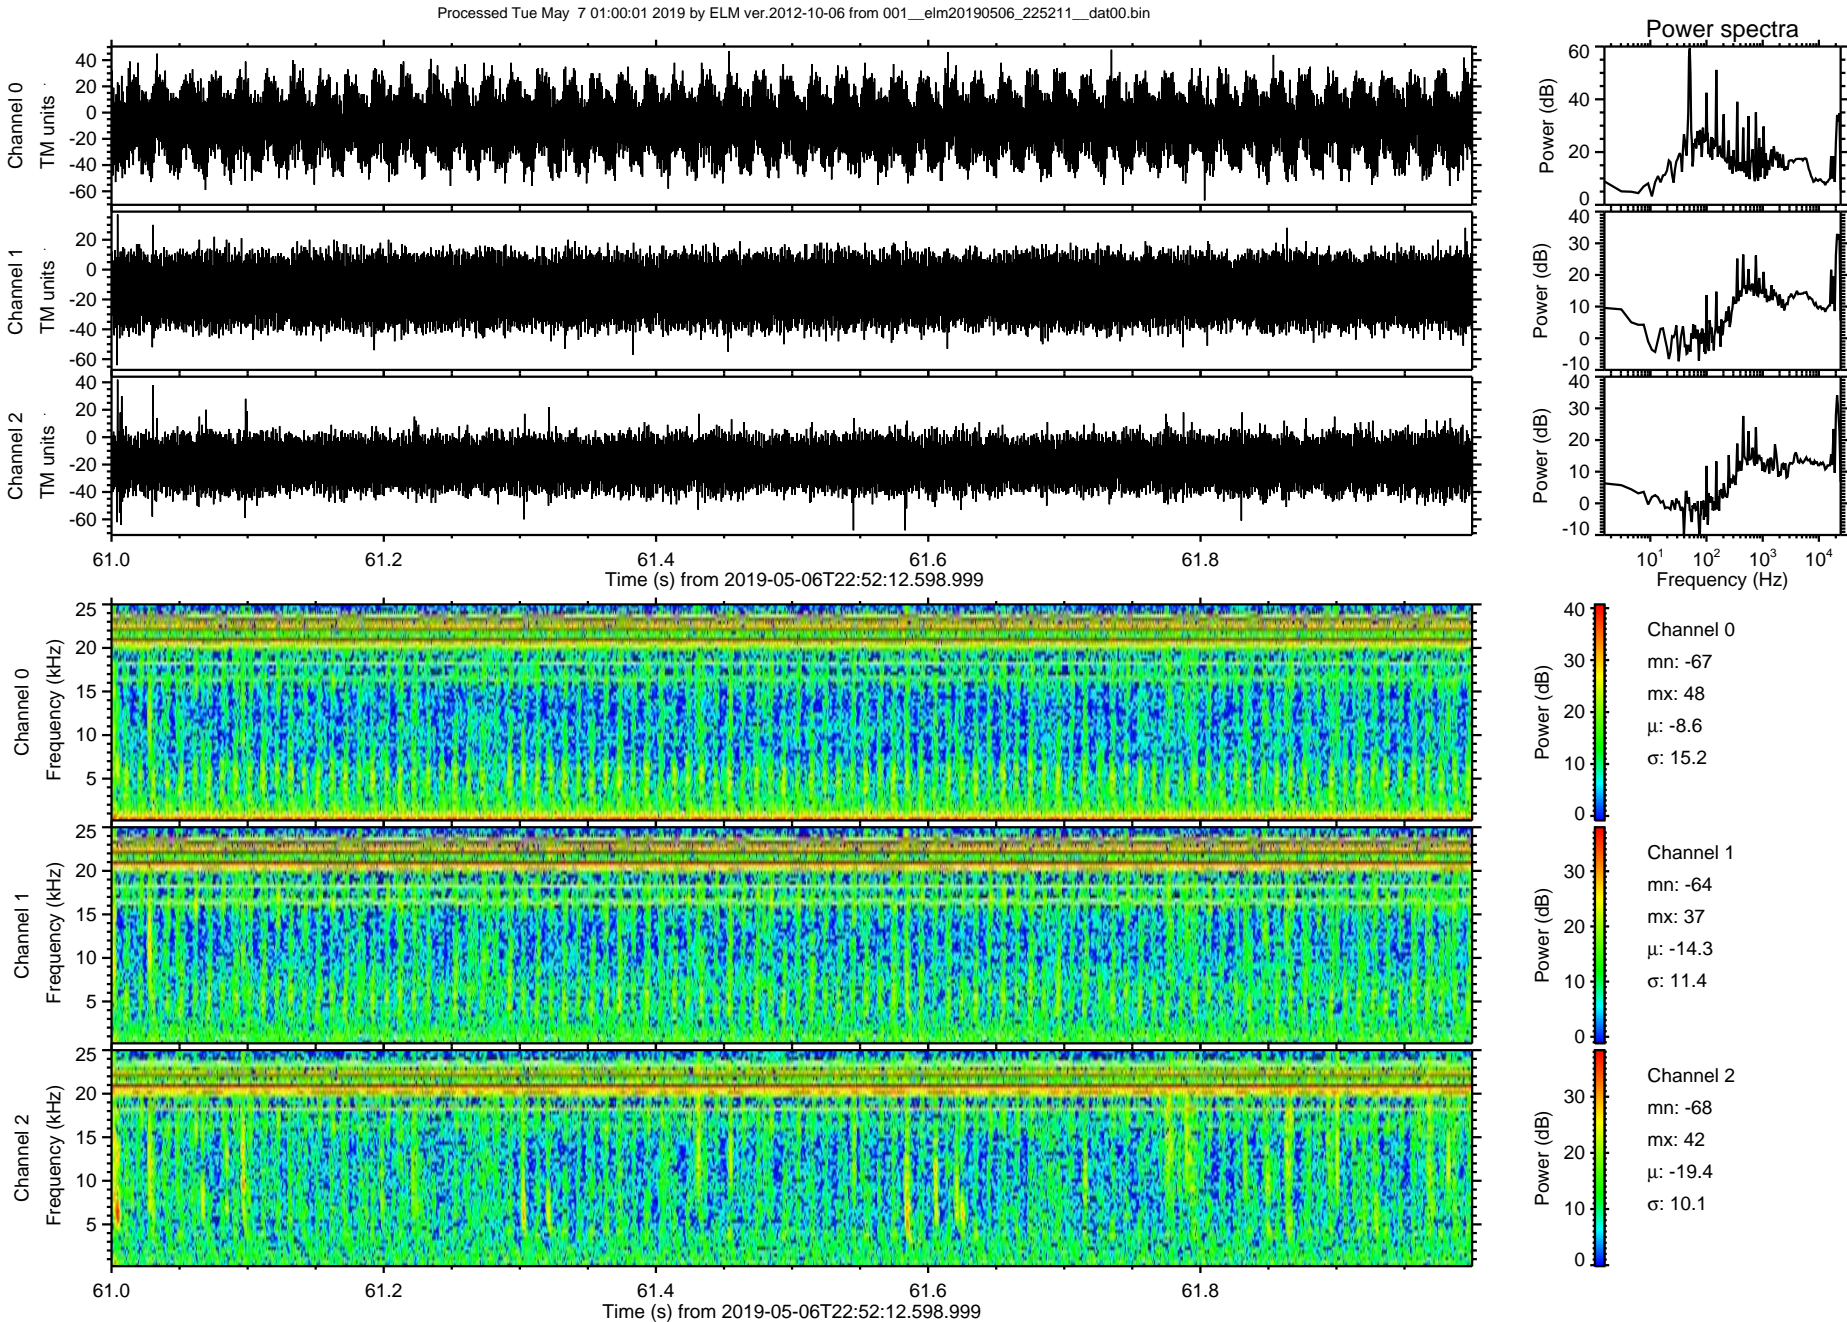 Processed Tue May  7 01:00:01 2019 by ELM ver.2012-10-06 from 001__elm20190506_225211__dat00.bin
Power spectra
Channel 0
TM units
40
20
0
-20
-40
-60
Power (dB)
60
40
20
0
Channel 1
TM units
20
0
-20
-40
-60
Power (dB)
40
30
20
10
0
-10
Channel 2
TM units
40
20
0
-20
-40
-60
Power (dB)
40
30
20
10
0
-10
61.0 61.2 61.4 61.6 61.8
Time (s) from 2019-05-06T22:52:12.598.999
10^1 10^2 10^3 10^4
Frequency (Hz)
Channel 0
Frequency (kHz)
25
20
15
10
5
Power (dB)
40
30
20
10
0
Channel 0
mn: -67
mx: 48
μ: -8.6
σ: 15.2
Channel 1
Frequency (kHz)
25
20
15
10
5
Power (dB)
30
20
10
0
Channel 1
mn: -64
mx: 37
μ: -14.3
σ: 11.4
Channel 2
Frequency (kHz)
25
20
15
10
5
Power (dB)
30
20
10
0
Channel 2
mn: -68
mx: 42
μ: -19.4
σ: 10.1
61.0 61.2 61.4 61.6 61.8
Time (s) from 2019-05-06T22:52:12.598.999